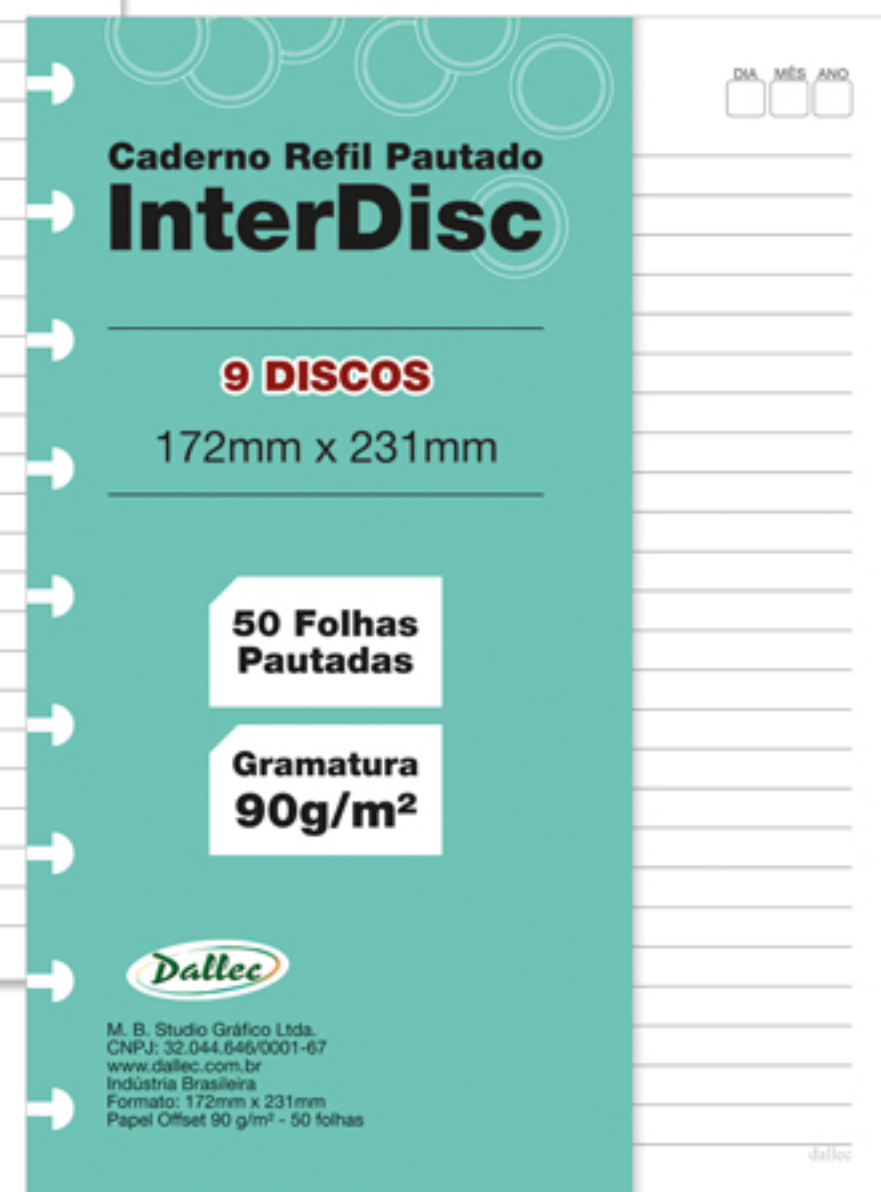 DIA MÊS ANO
Caderno Refil Pautado
InterDisc
9 DISCOS
172mm x 231mm
50 Folhas
Pautadas
Gramatura
90g/m²
Dallec
M. B. Studio Gráfico Ltda.
CNPJ: 32.044.646/0001-67
www.dallec.com.br
Indústria Brasileira
Formato: 172mm x 231mm
Papel Offset 90 g/m² - 50 folhas
dallec